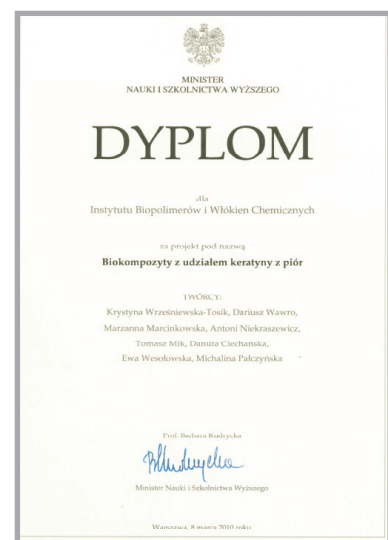 MINISTER
NAUKI I SZKOLNICTWA WYŻSZEGO
DYPLOM
dla
Instytutu Biopolimerów i Włókien Chemicznych
za projekt pod nazwą
Biokompozyty z udziałem keratyny z piór
TWÓRCY:
Krystyna Wrześniewska-Tosik, Dariusz Wawro,
Marzanna Marcinkowska, Antoni Niekraszewicz,
Tomasz Mik, Danuta Ciechańska,
Ewa Wesołowska, Michalina Pałczyńska
Prof. Barbara Kudrycka
Minister Nauki i Szkolnictwa Wyższego
Warszawa, 8 marca 2010 roku